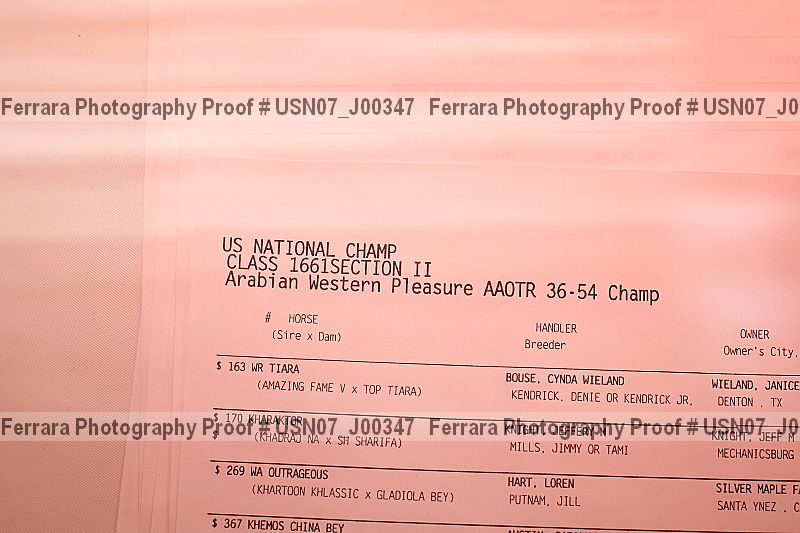 Ferrara Photography Proof # USN07_J00347 Ferrara Photography Proof # USN07_J0
US NATIONAL CHAMP
CLASS 1661SECTION II
Arabian Western Pleasure AAOTR 36-54 Champ
# HORSE HANDLER OWNER
(Sire x Dam) Breeder Owner's City,
$ 163 WR TIARA BOUSE, CYNDA WIELAND WIELAND, JANICE
(AMAZING FAME V x TOP TIARA) KENDRICK, DENIE OR KENDRICK JR, DENTON , TX
$ 170 KHARAKTOR KNIGHT, JEFFERY M KNIGHT, JEFF M
Ferrara Photography Proof # USN07_J00347 Ferrara Photography Proof # USN07_J0
$ (KHADRAJ NA x SH SHARIFA) MILLS, JIMMY OR TAMI MECHANICSBURG
$ 269 WA OUTRAGEOUS HART, LOREN SILVER MAPLE FA
(KHARTOON KHLASSIC x GLADIOLA BEY) PUTNAM, JILL SANTA YNEZ , C
$ 367 KHEMOS CHINA BEY